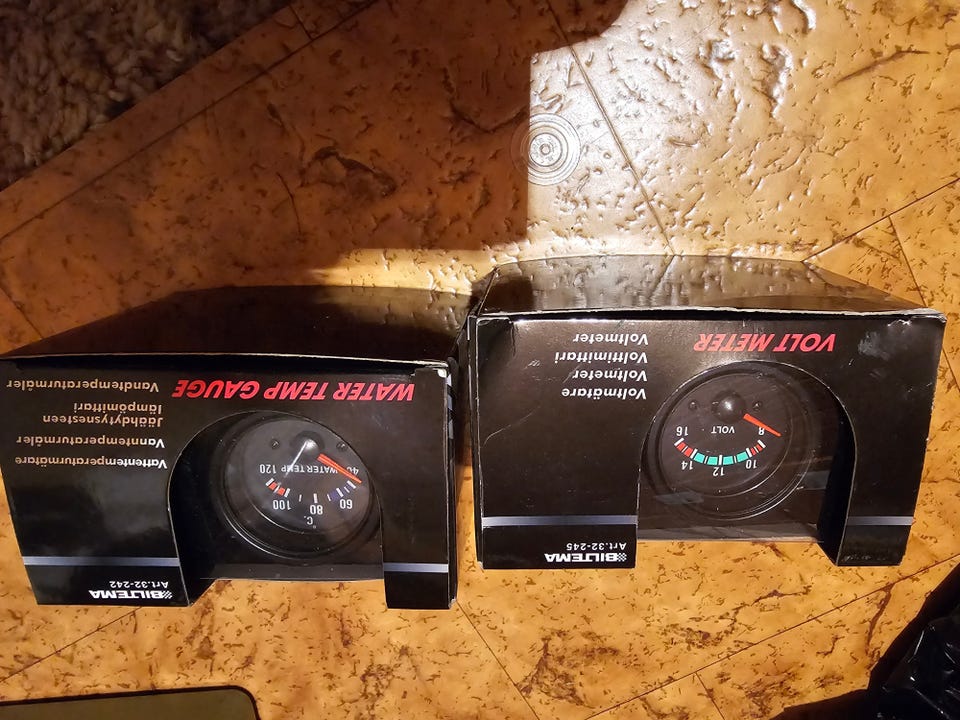 BILTEMA
Art.32-242
Vattentemperaturmätare
Vanntemperaturmåler
Jäähdytysnesteen
lämpömittari
Vandtemperaturmåler
WATER TEMP GAUGE
°C
40 60 80 100 120
WATER TEMP
BILTEMA
Art.32-245
Voltmätare
Voltmeter
Volttimittari
Voltmeter
VOLT METER
8 10 12 14 16
VOLT